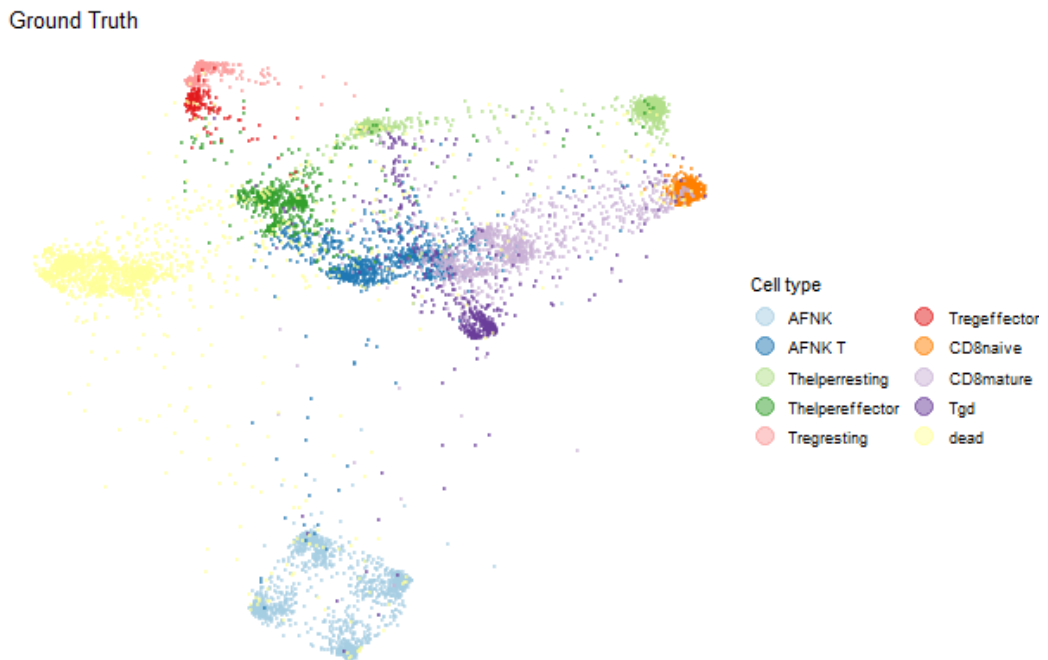 Ground Truth
Cell type
AFNK
AFNK T
Thelperresting
Thelpereffector
Tregresting
Tregeffector
CD8naive
CD8mature
Tgd
dead